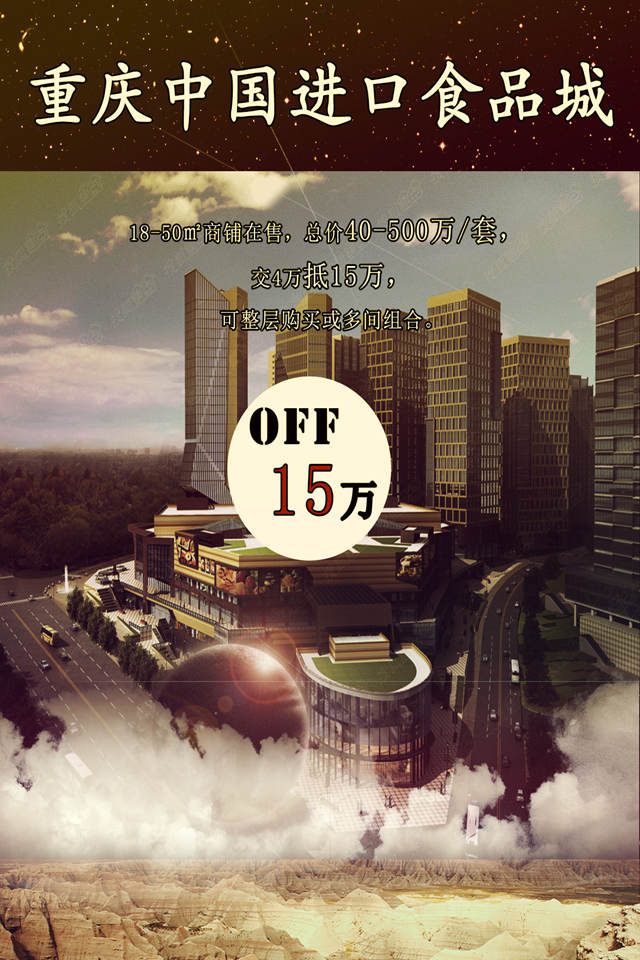 重庆中国进口食品城
18-50㎡商铺在售，总价40-500万/套，
交4万抵15万，
可整层购买或多间组合。
OFF
15万